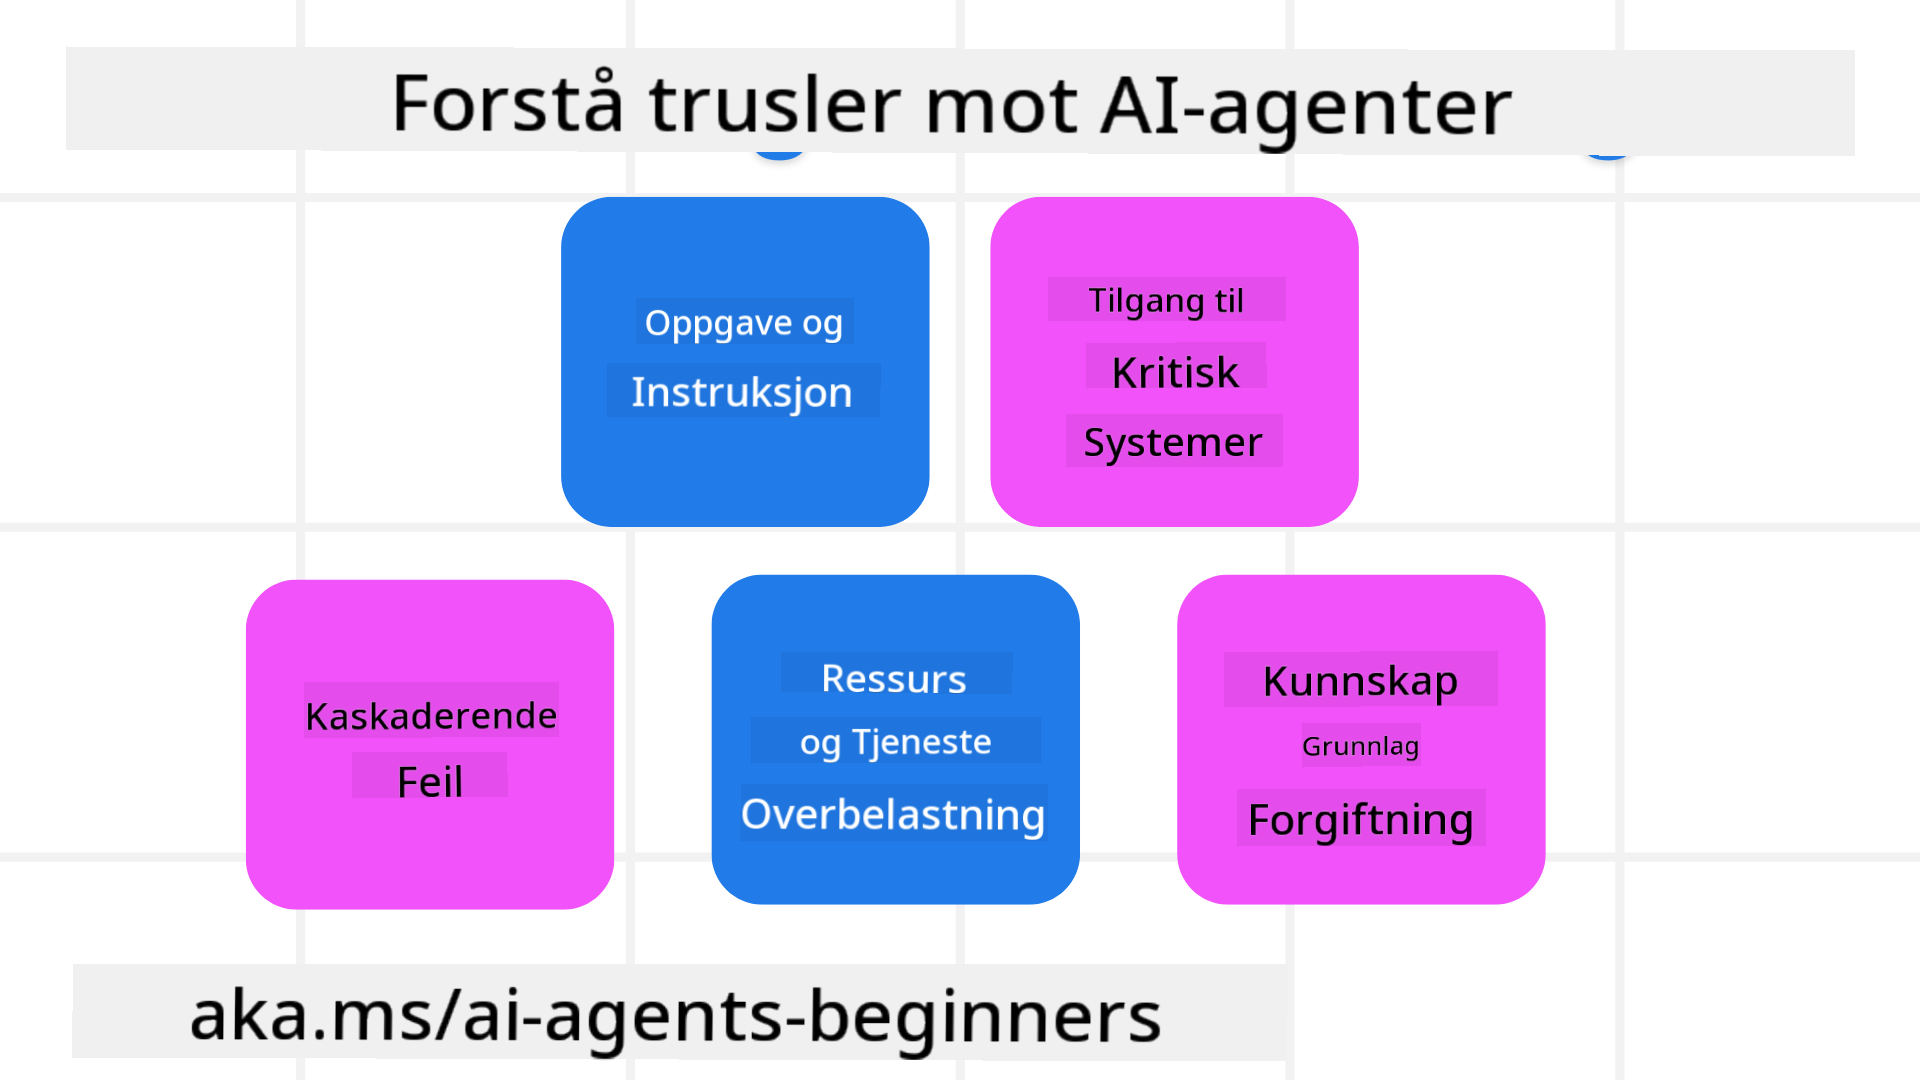 Forstå trusler mot AI-agenter
Oppgave og
Instruksjon
Tilgang til
Kritisk
Systemer
Kaskaderende
Feil
Ressurs
og Tjeneste
Overbelastning
Kunnskap
Grunnlag
Forgiftning
aka.ms/ai-agents-beginners